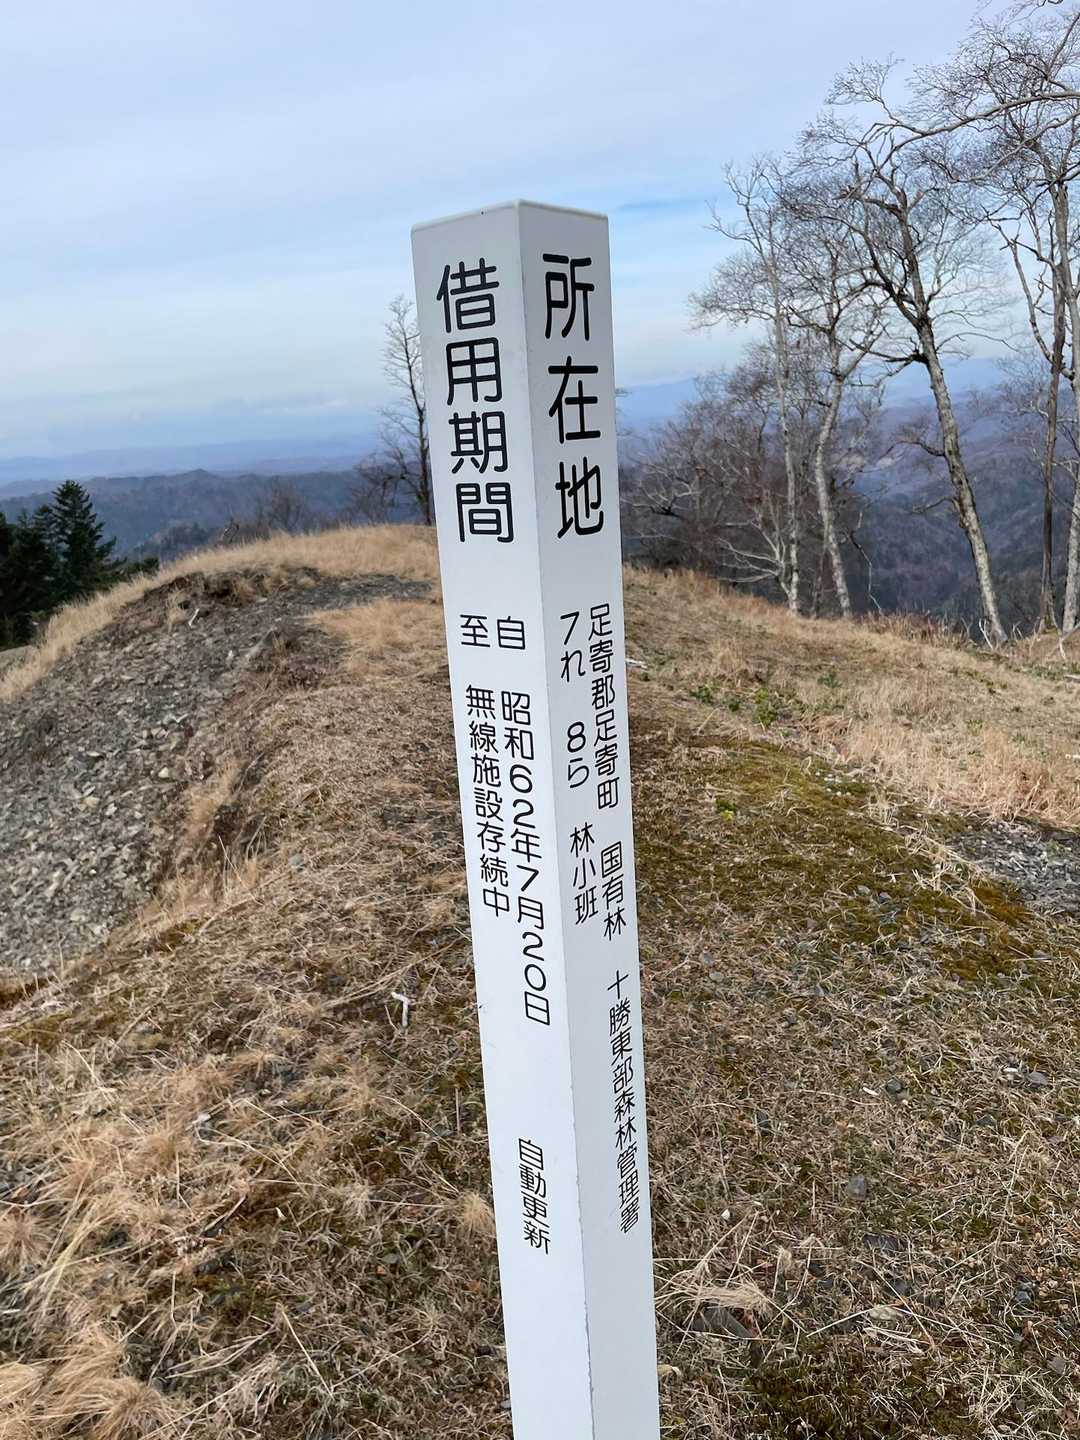 所在地
足寄郡足寄町 国有林 十勝東部森林管理署
7れ 8ら 林小班
借用期間
自 昭和62年7月20日
至 無線施設存続中 自動更新